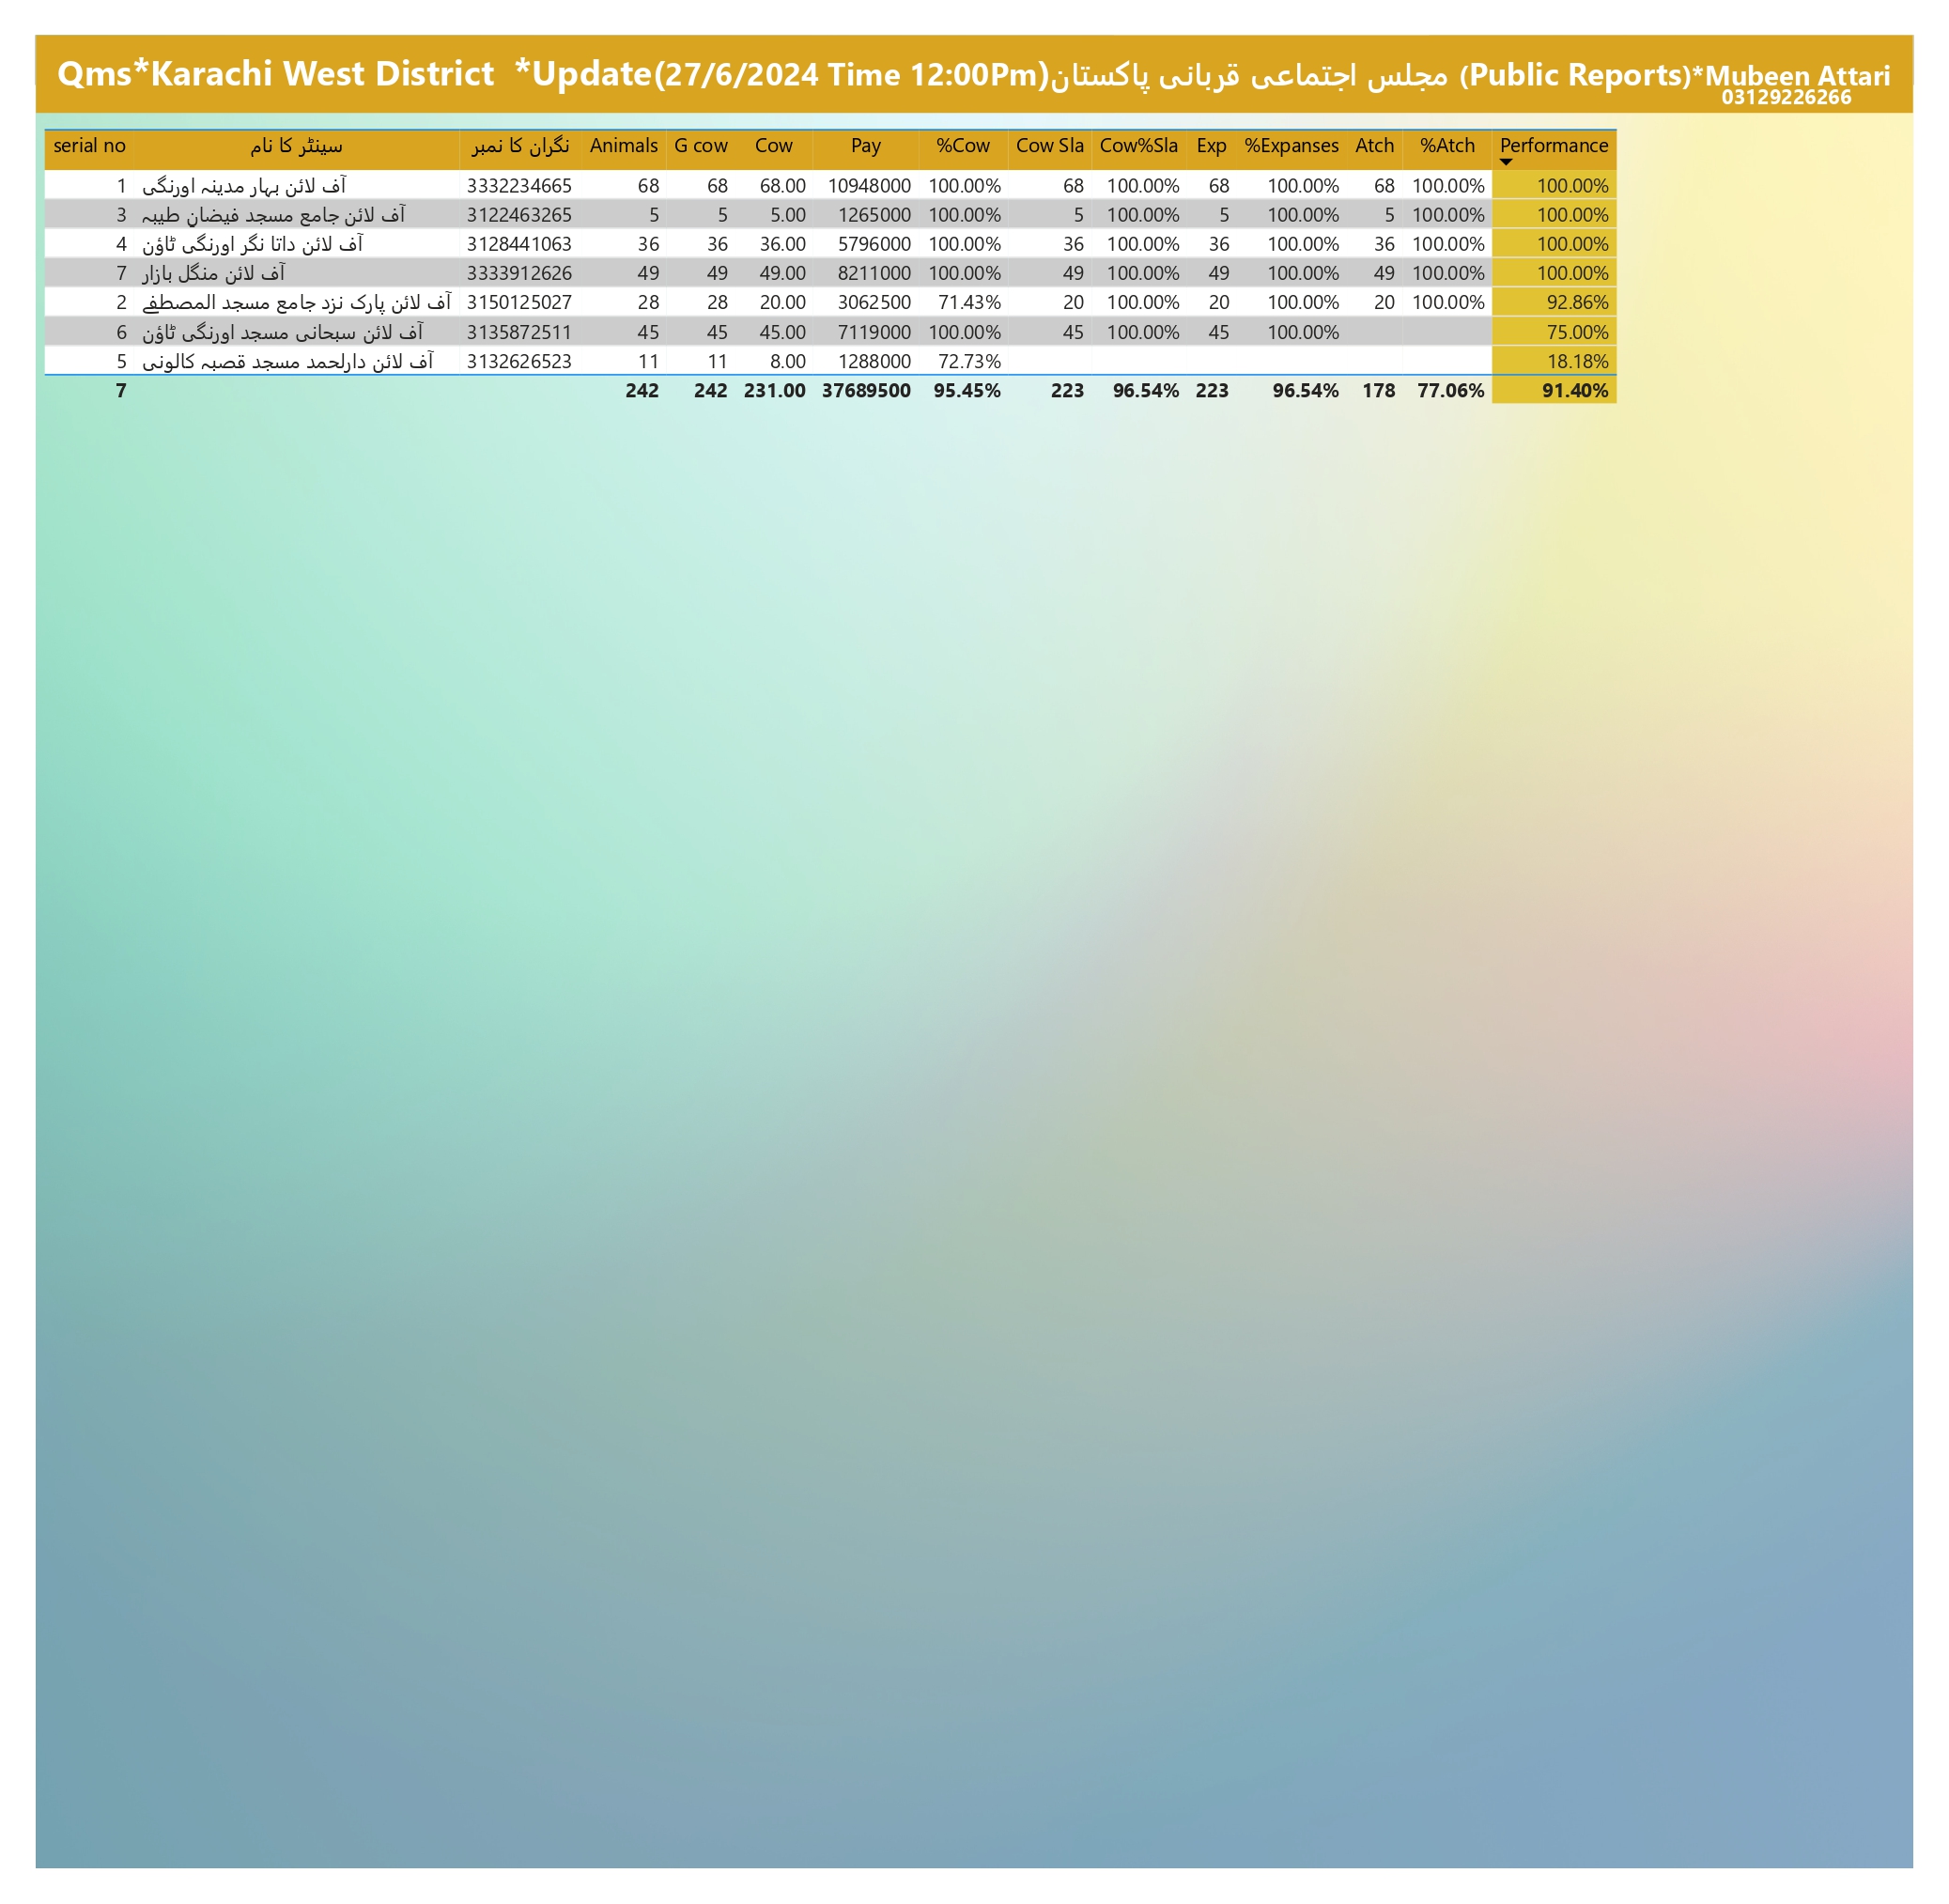 Qms*Karachi West District *Update(27/6/2024 Time 12:00Pm)مجلس اجتماعی قربانی پاکستان (Public Reports)*Mubeen Attari
03129226266
serial no سینٹر کا نام نگران کا نمبر Animals G cow Cow Pay %Cow Cow Sla Cow%Sla Exp %Expanses Atch %Atch Performance
1 آف لائن بہار مدینہ اورنگی 3332234665 68 68 68.00 10948000 100.00% 68 100.00% 68 100.00% 68 100.00% 100.00%
3 آف لائن جامع مسجد فیضانِ طیبہ 3122463265 5 5 5.00 1265000 100.00% 5 100.00% 5 100.00% 5 100.00% 100.00%
4 آف لائن داتا نگر اورنگی ٹاؤن 3128441063 36 36 36.00 5796000 100.00% 36 100.00% 36 100.00% 36 100.00% 100.00%
7 آف لائن منگل بازار 3333912626 49 49 49.00 8211000 100.00% 49 100.00% 49 100.00% 49 100.00% 100.00%
2 آف لائن پارک نزد جامع مسجد المصطفے 3150125027 28 28 20.00 3062500 71.43% 20 100.00% 20 100.00% 20 100.00% 92.86%
6 آف لائن سبحانی مسجد اورنگی ٹاؤن 3135872511 45 45 45.00 7119000 100.00% 45 100.00% 45 100.00% 75.00%
5 آف لائن دارلحمد مسجد قصبہ کالونی 3132626523 11 11 8.00 1288000 72.73% 18.18%
7 242 242 231.00 37689500 95.45% 223 96.54% 223 96.54% 178 77.06% 91.40%